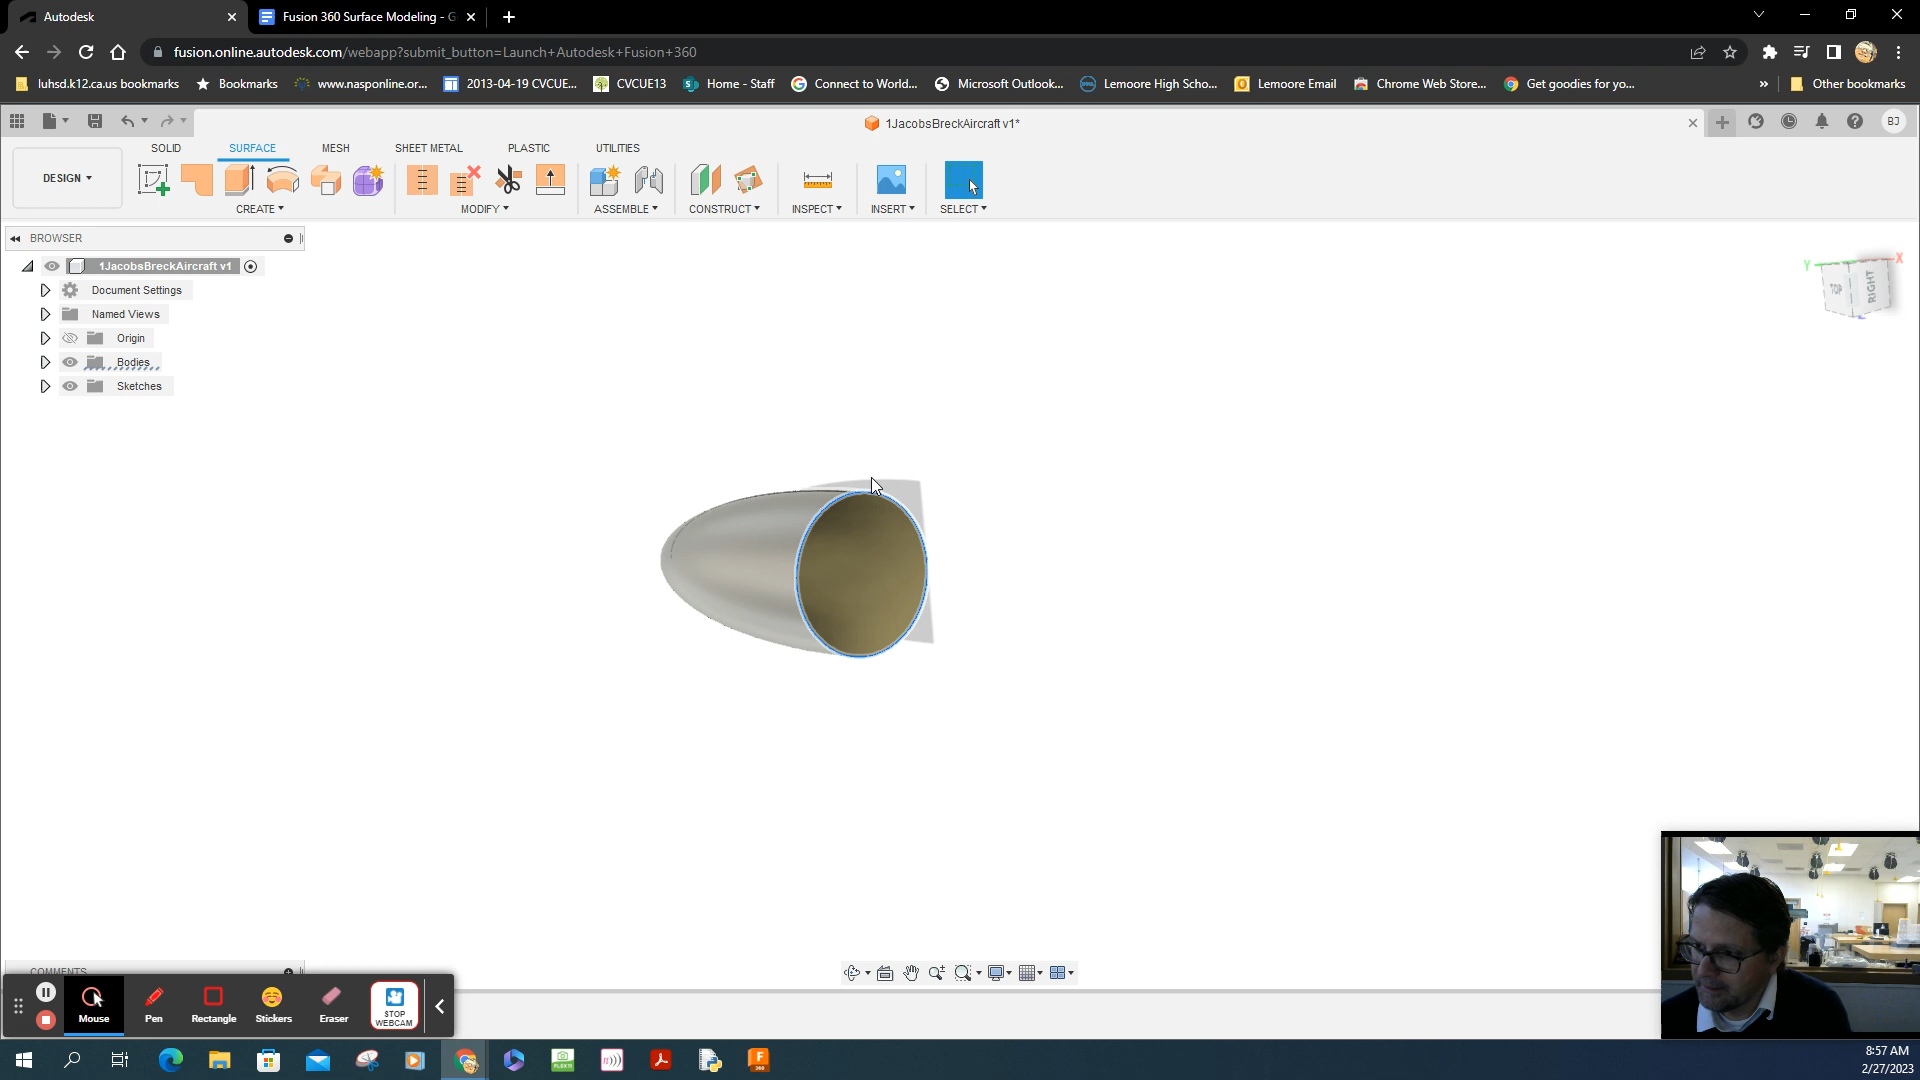 Autodesk
Fusion 360 Surface Modeling - G
fusion.online.autodesk.com/webapp?submit_button=Launch+Autodesk+Fusion+360
luhsd.k12.ca.us bookmarks
Bookmarks
www.nasponline.or...
2013-04-19 CVCUE...
CVCUE13
Home - Staff
Connect to World...
Microsoft Outlook...
Lemoore High Scho...
Lemoore Email
Chrome Web Store...
Get goodies for yo...
»
Other bookmarks
1JacobsBreckAircraft v1*
BJ
SOLID
SURFACE
MESH
SHEET METAL
PLASTIC
UTILITIES
DESIGN
CREATE
MODIFY
ASSEMBLE
CONSTRUCT
INSPECT
INSERT
SELECT
BROWSER
1JacobsBreckAircraft v1
Document Settings
Named Views
Origin
Bodies
Sketches
Y
X
TOP
RIGHT
COMMENTS
Mouse
Pen
Rectangle
Stickers
Eraser
STOP
WEBCAM
8:57 AM
2/27/2023